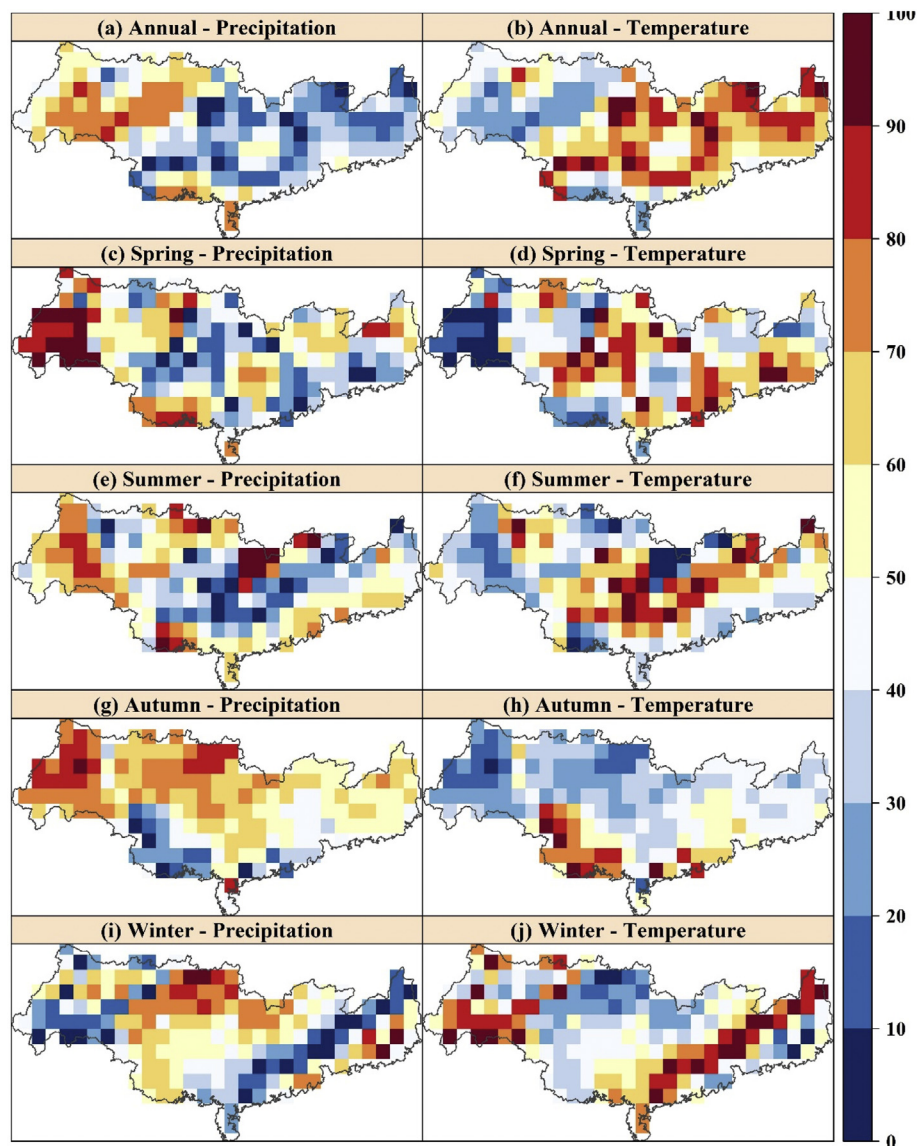 (a) Annual - Precipitation
(b) Annual - Temperature
(c) Spring - Precipitation
(d) Spring - Temperature
(e) Summer - Precipitation
(f) Summer - Temperature
(g) Autumn - Precipitation
(h) Autumn - Temperature
(i) Winter - Precipitation
(j) Winter - Temperature
100
90
80
70
60
50
40
30
20
10
0